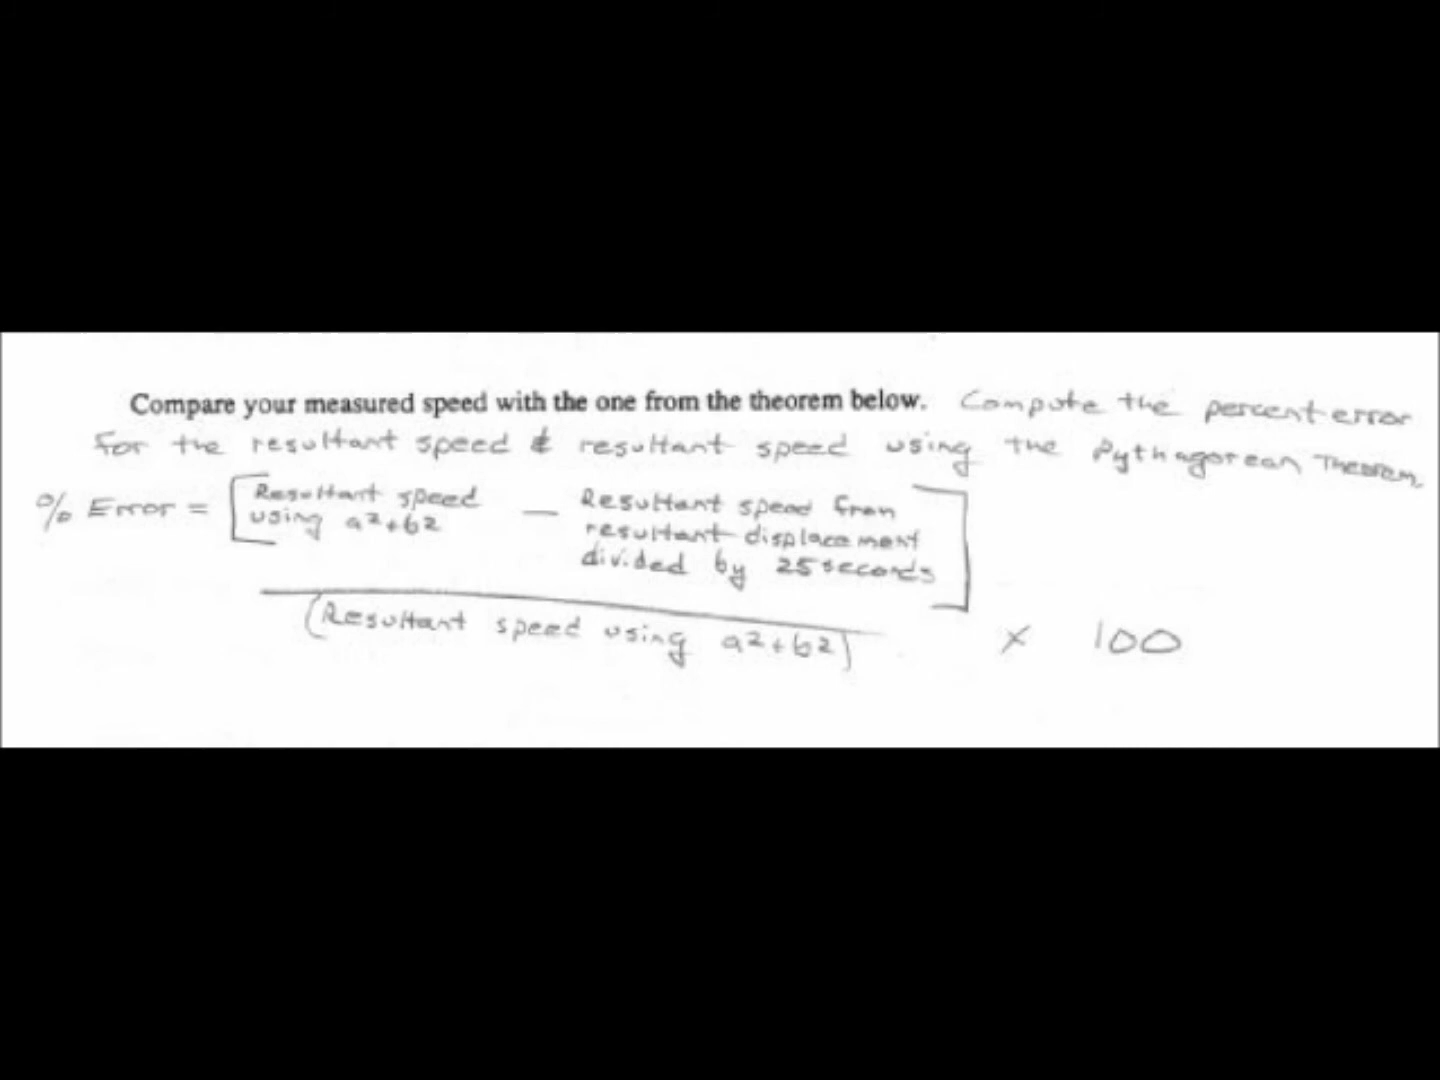 Compare your measured speed with the one from the theorem below. Compute the percent error
for the resultant speed & resultant speed using the Pythagorean Theorem.
% Error = [Resultant speed using a²+b² — Resultant speed from resultant displacement divided by 25 seconds]
(Resultant speed using a²+b²)
x 100